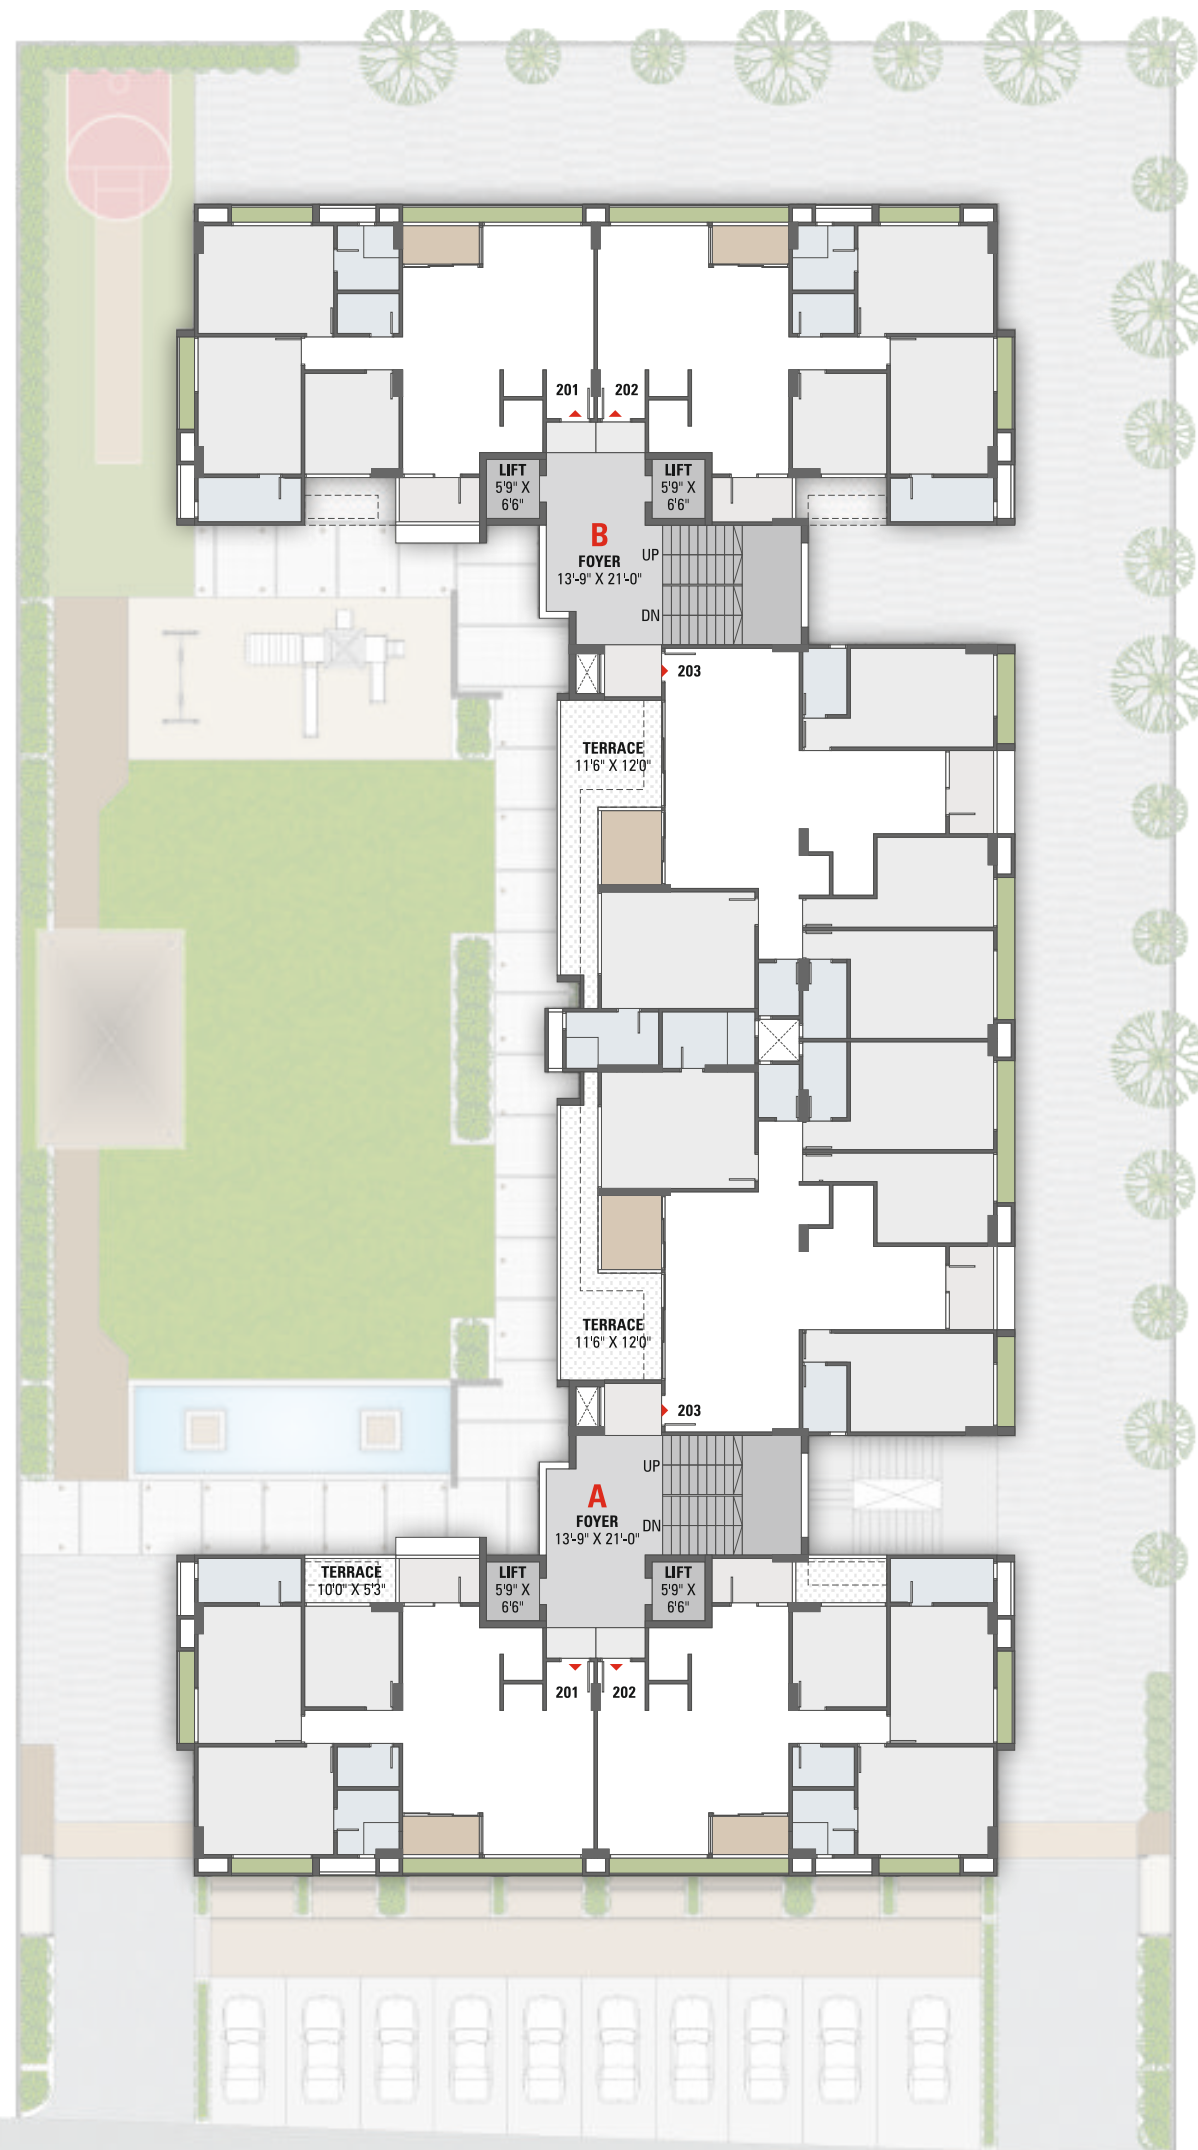 201
202
LIFT
5'9" X
6'6"
LIFT
5'9" X
6'6"
B
FOYER
13'-9" X 21'-0"
UP
DN
203
TERRACE
11'6" X 12'0"
TERRACE
11'6" X 12'0"
203
UP
A
FOYER
13'-9" X 21'-0"
DN
TERRACE
10'0" X 5'3"
LIFT
5'9" X
6'6"
LIFT
5'9" X
6'6"
201
202